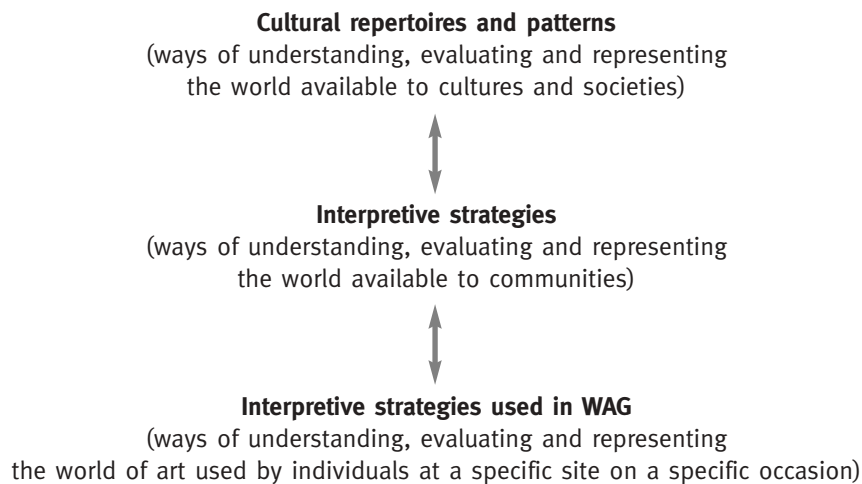 Cultural repertoires and patterns
(ways of understanding, evaluating and representing
the world available to cultures and societies)
Interpretive strategies
(ways of understanding, evaluating and representing
the world available to communities)
Interpretive strategies used in WAG
(ways of understanding, evaluating and representing
the world of art used by individuals at a specific site on a specific occasion)